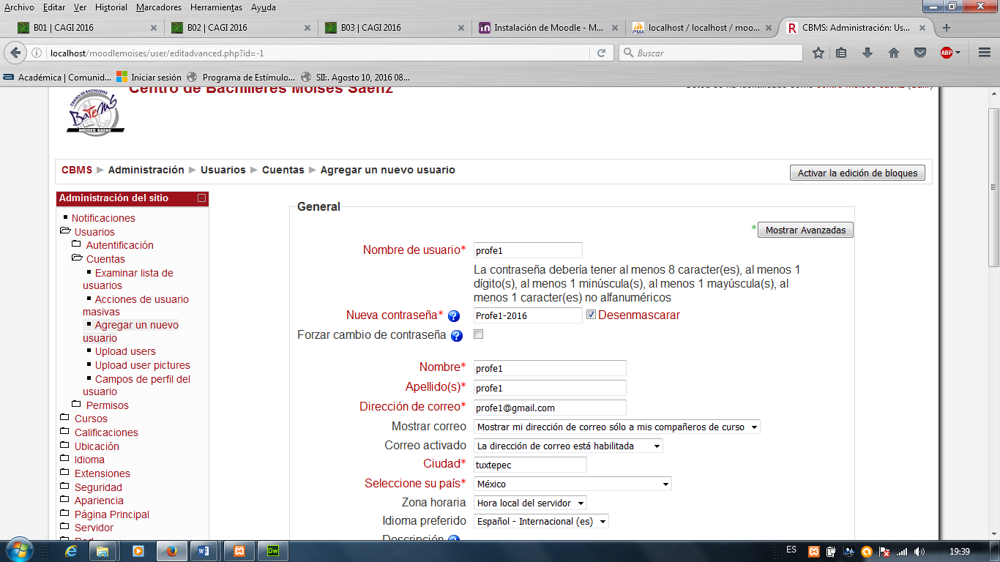 Archivo Editar Ver Historial Marcadores Herramientas Ayuda
B01 | CAGI 2016
B02 | CAGI 2016
B03 | CAGI 2016
Instalación de Moodle - M...
localhost / localhost / moo...
CBMS: Administración: Us...
localhost/moodlemoises/user/editadvanced.php?id=-1
Buscar
ABP
Académica | Comunid...
Iniciar sesión
Programa de Estímulo...
SII:. Agosto 10, 2016 08...
Centro de Bachilleres Moises Saenz
BaTeMS
MOISES SAENZ
CBMS ► Administración ► Usuarios ► Cuentas ► Agregar un nuevo usuario
Activar la edición de bloques
Administración del sitio
Notificaciones
Usuarios
Autentificación
Cuentas
Examinar lista de
usuarios
Acciones de usuario
masivas
Agregar un nuevo
usuario
Upload users
Upload user pictures
Campos de perfil del
usuario
Permisos
Cursos
Calificaciones
Ubicación
Idioma
Extensiones
Seguridad
Apariencia
Página Principal
Servidor
General
* Mostrar Avanzadas
Nombre de usuario* profe1
La contraseña debería tener al menos 8 caracter(es), al menos 1
dígito(s), al menos 1 minúscula(s), al menos 1 mayúscula(s), al
menos 1 caracter(es) no alfanuméricos
Nueva contraseña* Profe1-2016 Desenmascarar
Forzar cambio de contraseña
Nombre* profe1
Apellido(s)* profe1
Dirección de correo* profe1@gmail.com
Mostrar correo Mostrar mi dirección de correo sólo a mis compañeros de curso
Correo activado La dirección de correo está habilitada
Ciudad* tuxtepec
Seleccione su país* México
Zona horaria Hora local del servidor
Idioma preferido Español - Internacional (es)
Descripción
ES
19:39